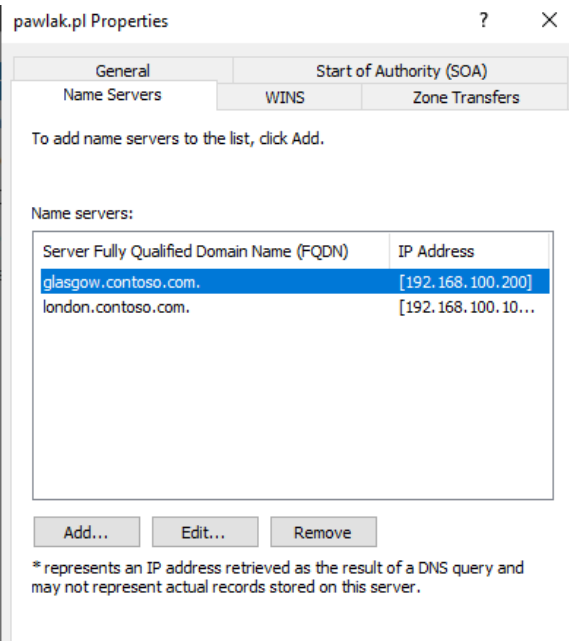 pawlak.pl Properties
General
Start of Authority (SOA)
Name Servers
WINS
Zone Transfers
To add name servers to the list, click Add.
Name servers:
Server Fully Qualified Domain Name (FQDN)
IP Address
glasgow.contoso.com.
[192.168.100.200]
london.contoso.com.
[192.168.100.10...
Add...
Edit...
Remove
* represents an IP address retrieved as the result of a DNS query and
may not represent actual records stored on this server.